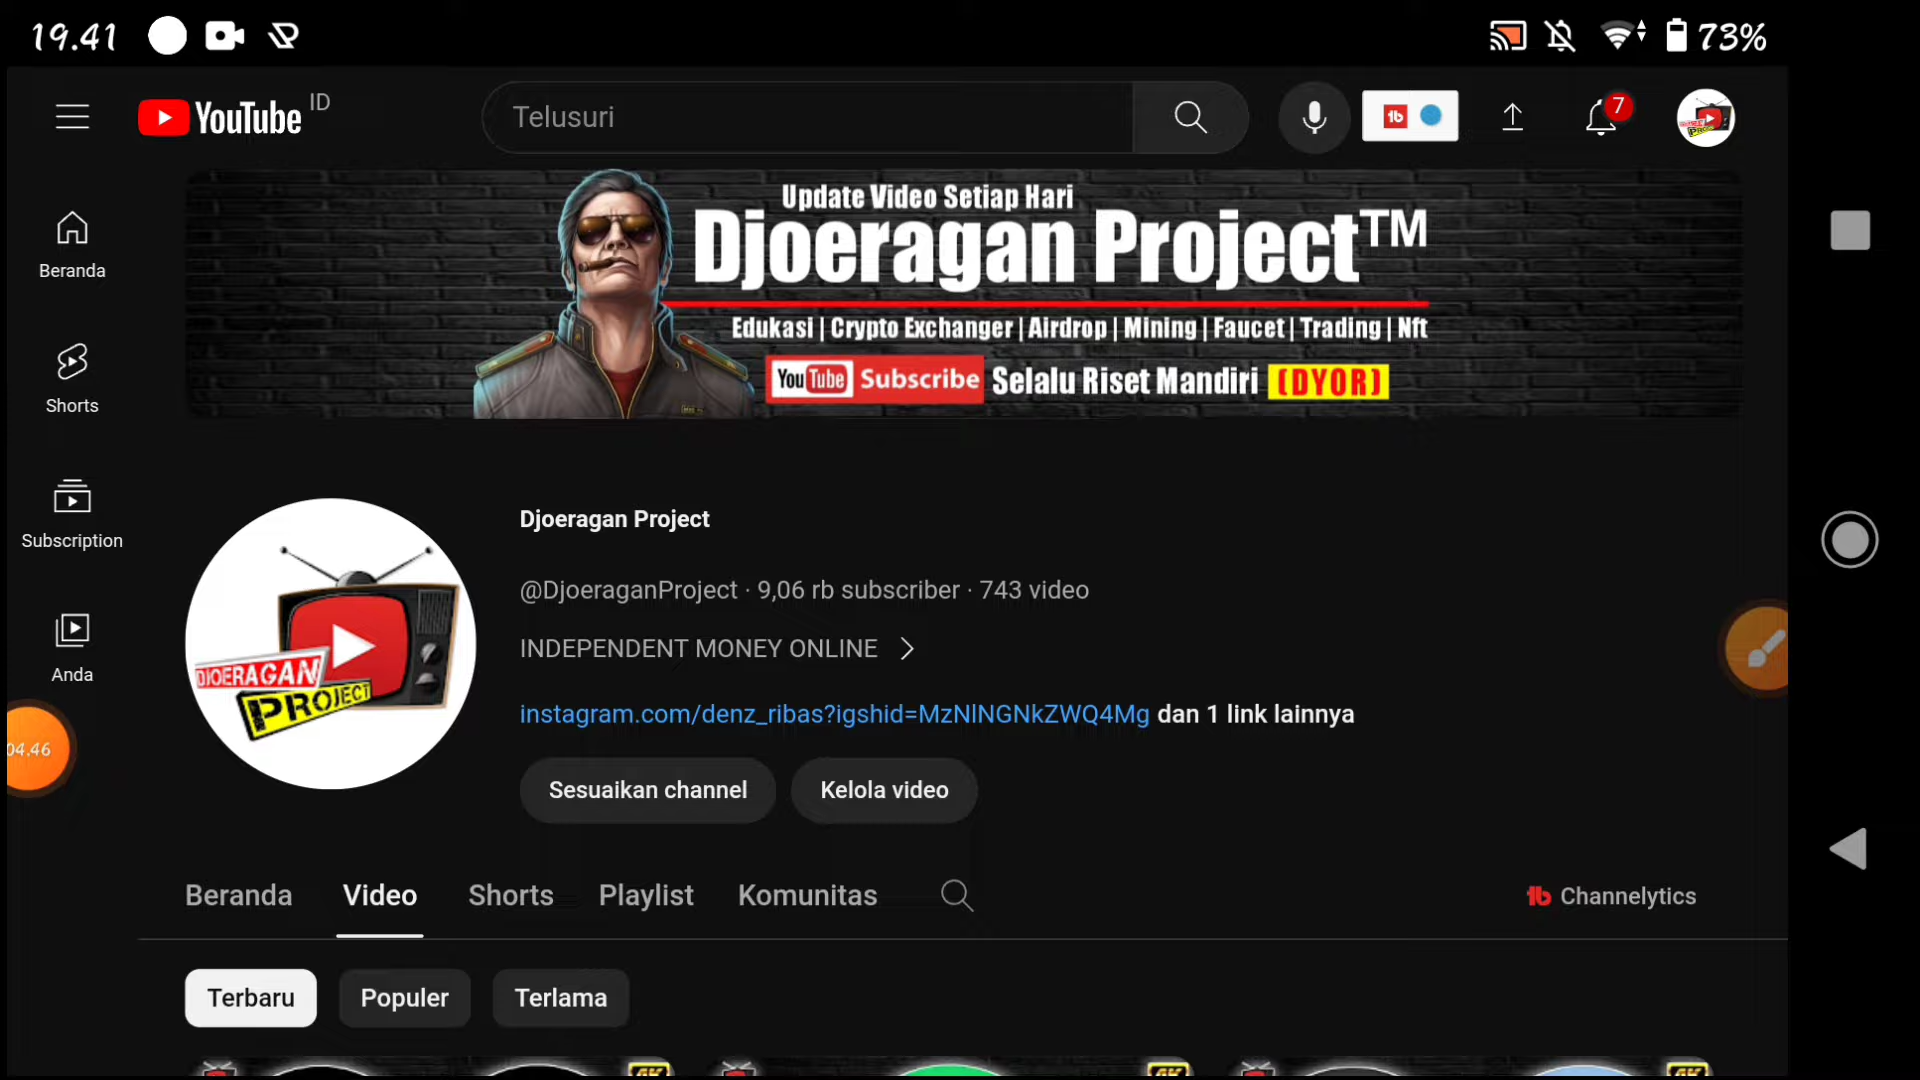 19.41
73%
YouTube ID
Telusuri
7
Beranda
Shorts
Subscription
Anda
04.46
Update Video Setiap Hari
Djoeragan Project™
Edukasi | Crypto Exchanger | Airdrop | Mining | Faucet | Trading | Nft
YouTube Subscribe Selalu Riset Mandiri (DYOR)
DJOERAGAN
PROJECT
Djoeragan Project
@DjoeraganProject · 9,06 rb subscriber · 743 video
INDEPENDENT MONEY ONLINE
instagram.com/denz_ribas?igshid=MzNlNGNkZWQ4Mg dan 1 link lainnya
Sesuaikan channel
Kelola video
Beranda Video Shorts Playlist Komunitas
Channelytics
Terbaru Populer Terlama